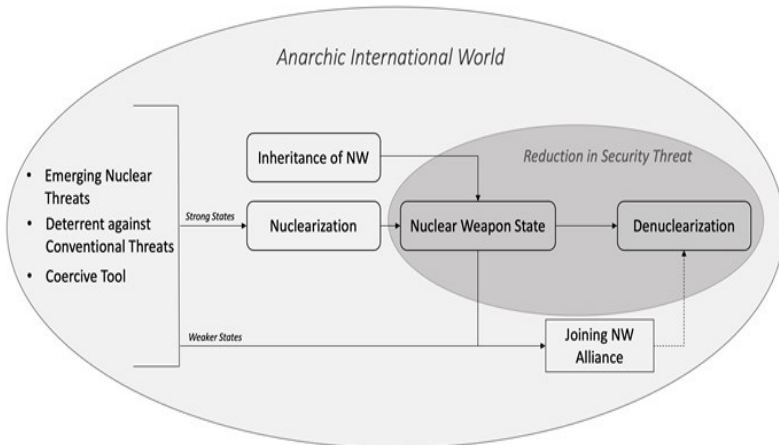 Anarchic International World
Inheritance of NW
Reduction in Security Threat
• Emerging Nuclear
Threats
• Deterrent against
Conventional Threats
• Coercive Tool
Strong States
Nuclearization
Nuclear Weapon State
Denuclearization
Weaker States
Joining NW
Alliance